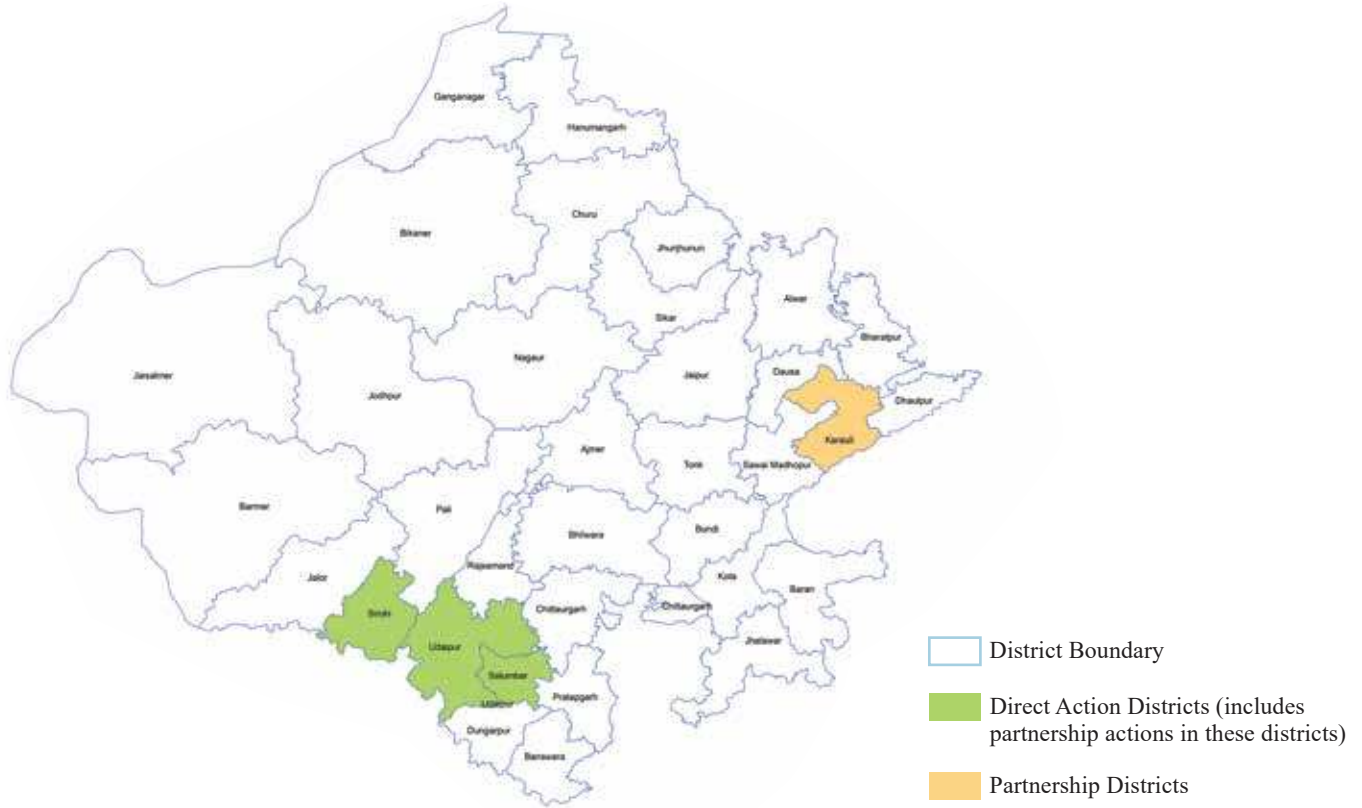 Ganganagar
Hanumangarh
Churu
Bikaner
Jhunjhunun
Alwar
Sikar
Bharatpur
Nagaur
Jaipur
Dausa
Jaisalmer
Jodhpur
Dhaulpur
Karauli
Ajmer
Tonk
Sawai Madhopur
Barmer
Pali
Bundi
Bhilwara
Rajsamand
Jalor
Kota
Baran
Chittaurgarh
Chittaurgarh
Sirohi
Udaipur
Jhalawar
District Boundary
Salumbar
Pratapgarh
Udaipur
Direct Action Districts (includes
partnership actions in these districts)
Dungarpur
Banswara
Partnership Districts